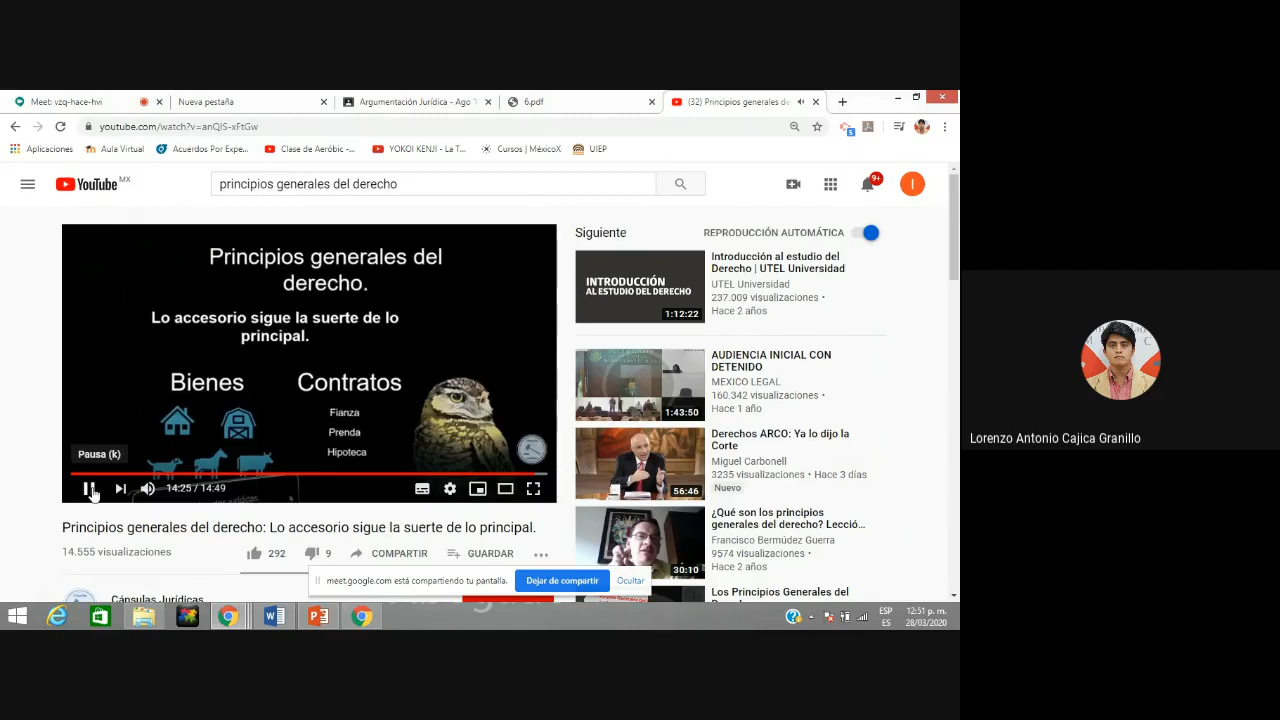 Meet: vzq-hace-hvi
Nueva pestaña
Argumentación Jurídica - Ago
6.pdf
(32) Principios generales de
youtube.com/watch?v=anQlS-xFtGw
Aplicaciones
Aula Virtual
Acuerdos Por Expe...
Clase de Aeróbic -...
YOKOI KENJI - La T...
Cursos | MéxicoX
UIEP
5
YouTube MX
principios generales del derecho
9+
I
Principios generales del
derecho.
Lo accesorio sigue la suerte de lo
principal.
Bienes
Contratos
Fianza
Prenda
Hipoteca
Pausa (k)
14:25 / 14:49
Principios generales del derecho: Lo accesorio sigue la suerte de lo principal.
14.555 visualizaciones
292
9
COMPARTIR
GUARDAR
Cápsulas Jurídicas
Siguiente
REPRODUCCIÓN AUTOMÁTICA
INTRODUCCIÓN
AL ESTUDIO DEL DERECHO
1:12:22
Introducción al estudio del
Derecho | UTEL Universidad
UTEL Universidad
237.009 visualizaciones •
Hace 2 años
1:43:50
AUDIENCIA INICIAL CON
DETENIDO
MEXICO LEGAL
160.342 visualizaciones •
Hace 1 año
56:46
Derechos ARCO: Ya lo dijo la
Corte
Miguel Carbonell
3235 visualizaciones • Hace 3 días
Nuevo
30:10
¿Qué son los principios
generales del derecho? Lecció...
Francisco Bermúdez Guerra
9574 visualizaciones •
Hace 2 años
Los Principios Generales del
meet.google.com está compartiendo tu pantalla.
Dejar de compartir
Ocultar
ESP
ES
12:51 p. m.
28/03/2020
Lorenzo Antonio Cajica Granillo